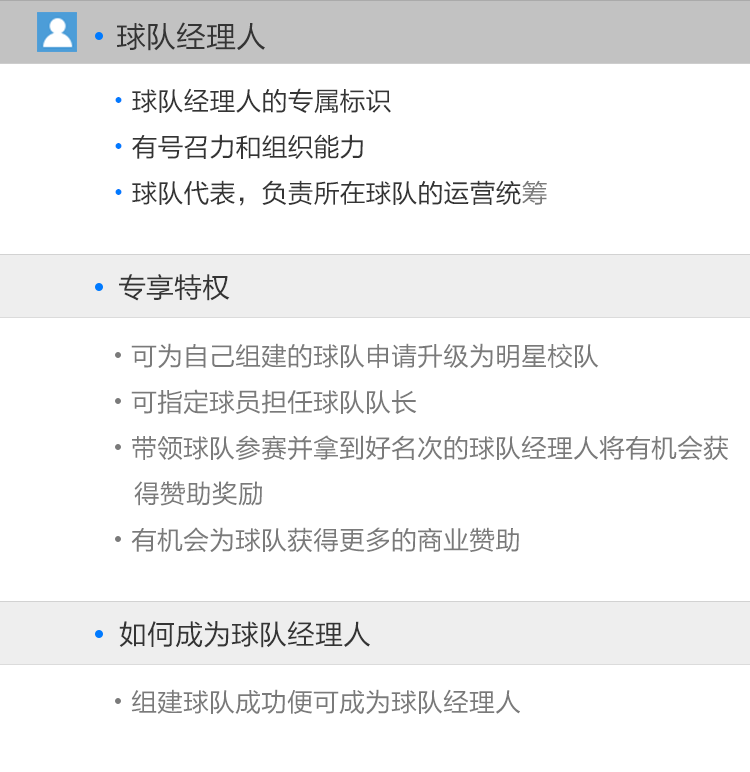 • 球队经理人
• 球队经理人的专属标识
• 有号召力和组织能力
• 球队代表，负责所在球队的运营统筹
• 专享特权
• 可为自己组建的球队申请升级为明星校队
• 可指定球员担任球队队长
• 带领球队参赛并拿到好名次的球队经理人将有机会获
得赞助奖励
• 有机会为球队获得更多的商业赞助
• 如何成为球队经理人
• 组建球队成功便可成为球队经理人